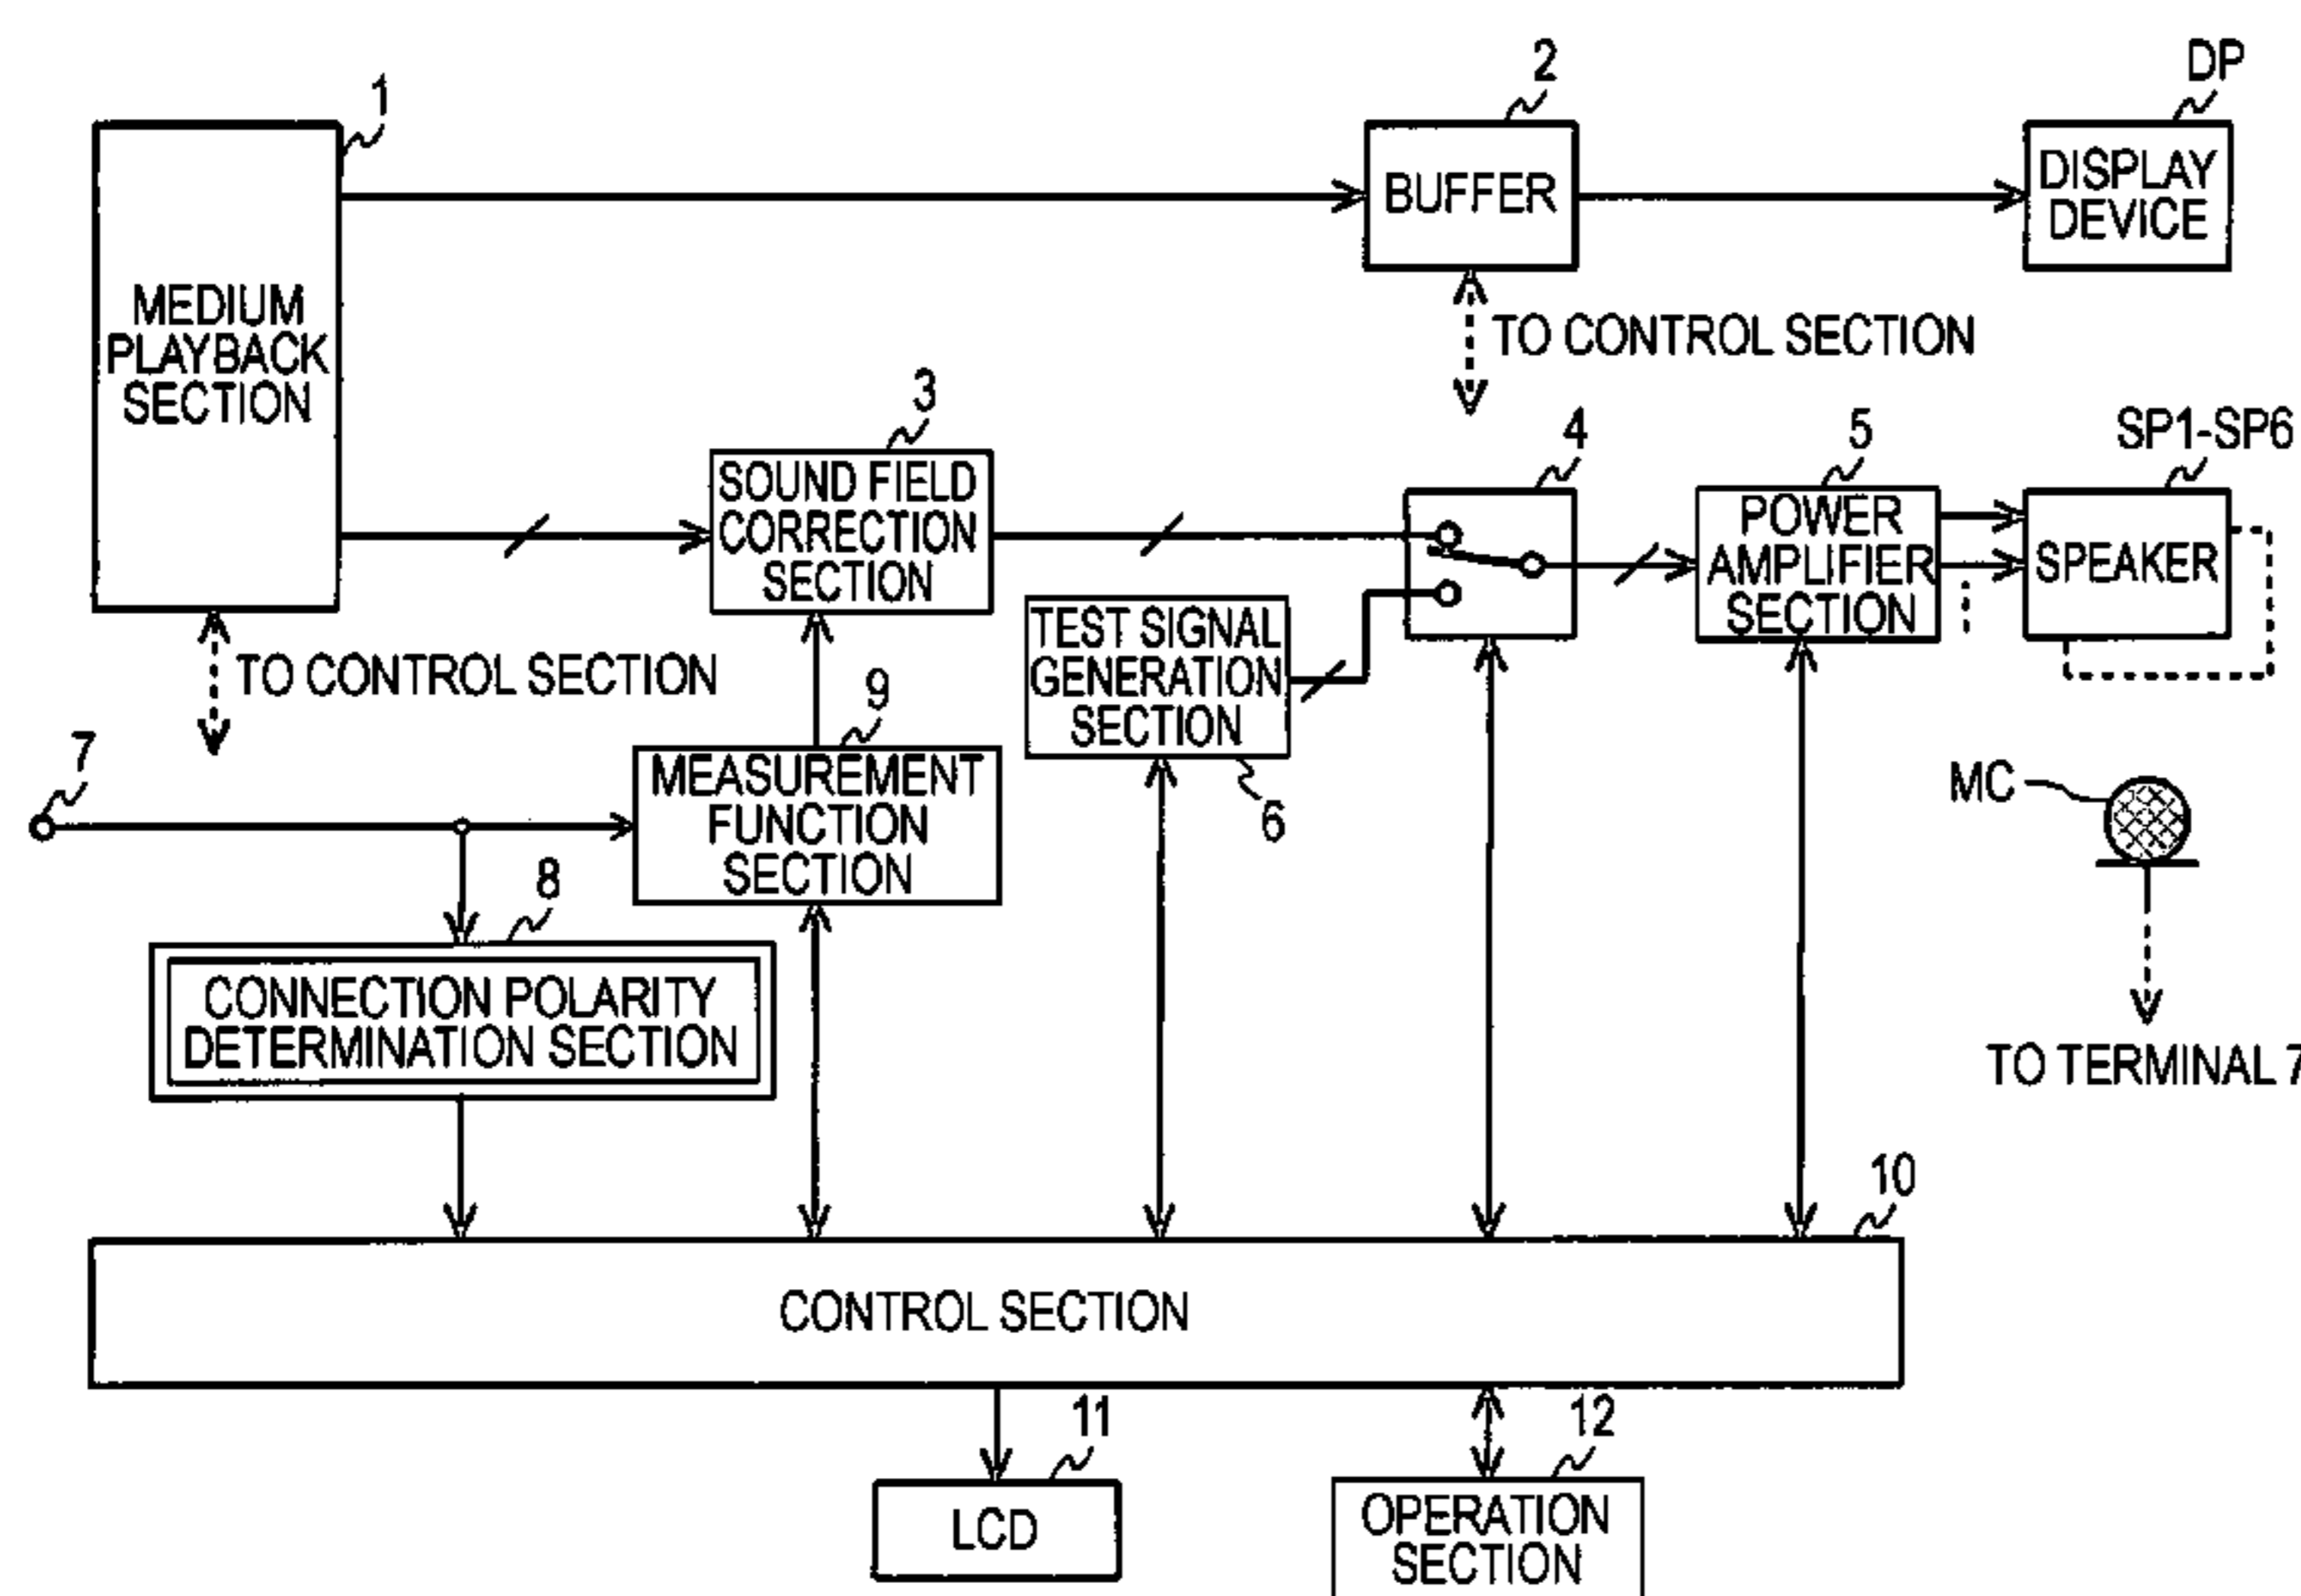 1
2
DP
MEDIUM
PLAYBACK
SECTION
BUFFER
DISPLAY
DEVICE
TO CONTROL SECTION
TO CONTROL SECTION
3
SOUND FIELD
CORRECTION
SECTION
4
5
POWER
AMPLIFIER
SECTION
SP1-SP6
SPEAKER
TEST SIGNAL
GENERATION
SECTION
6
7
9
MEASUREMENT
FUNCTION
SECTION
MC
TO TERMINAL 7
8
CONNECTION POLARITY
DETERMINATION SECTION
10
CONTROL SECTION
11
LCD
12
OPERATION
SECTION